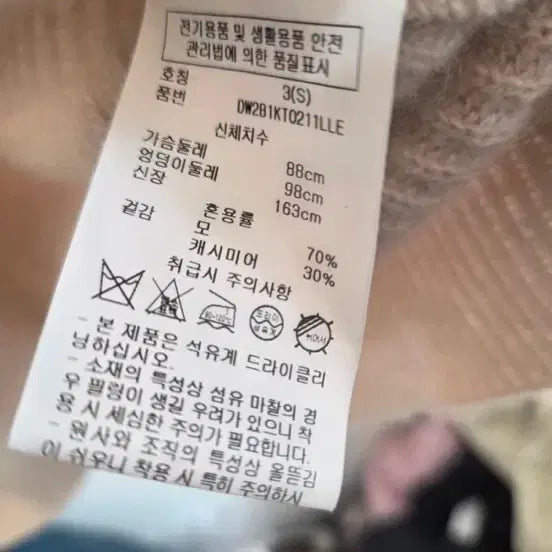 전기용품 및 생활용품 안전
관리법에 의한 품질표시
호칭 3(S)
품번 DW2B1KT0211LLE
신체치수
가슴둘레 88cm
엉덩이둘레 98cm
신장 163cm
겉감 혼용률
모 70%
캐시미어 30%
취급시 주의사항
- 본 제품은 석유계 드라이클리
닝하십시오.
- 소재의 특성상 섬유 마찰의 경
우 필링이 생길 우려가 있으니 착
용 시 세심한 주의가 필요합니다.
- 원사와 조직의 특성상 올뜯김
이 쉬우니 착용 시 특히 주의하시